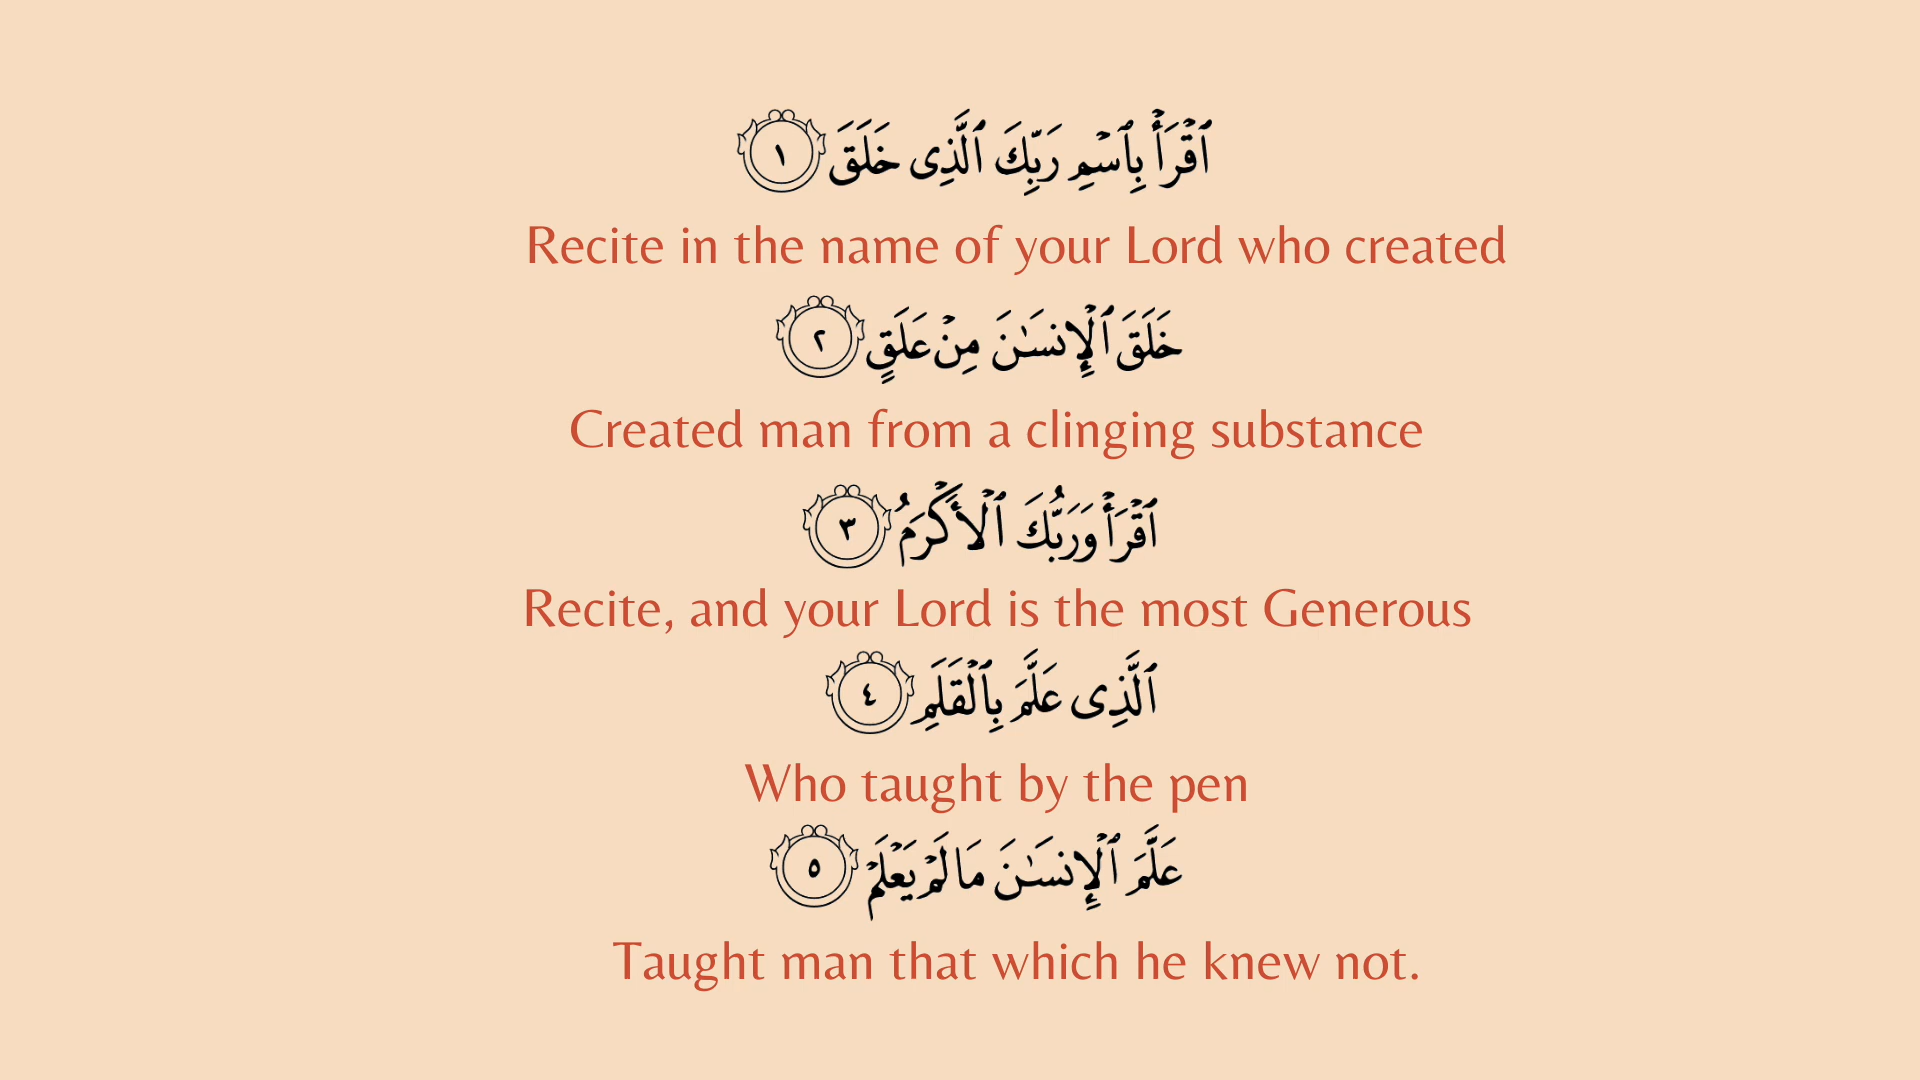 ٱقۡرَأۡ بِٱسۡمِ رَبِّكَ ٱلَّذِى خَلَقَ ١
Recite in the name of your Lord who created
خَلَقَ ٱلۡإِنسَـٰنَ مِنۡ عَلَقٍ ٢
Created man from a clinging substance
ٱقۡرَأۡ وَرَبُّكَ ٱلۡأَكۡرَمُ ٣
Recite, and your Lord is the most Generous
ٱلَّذِى عَلَّمَ بِٱلۡقَلَمِ ٤
Who taught by the pen
عَلَّمَ ٱلۡإِنسَـٰنَ مَا لَمۡ يَعۡلَمۡ ٥
Taught man that which he knew not.